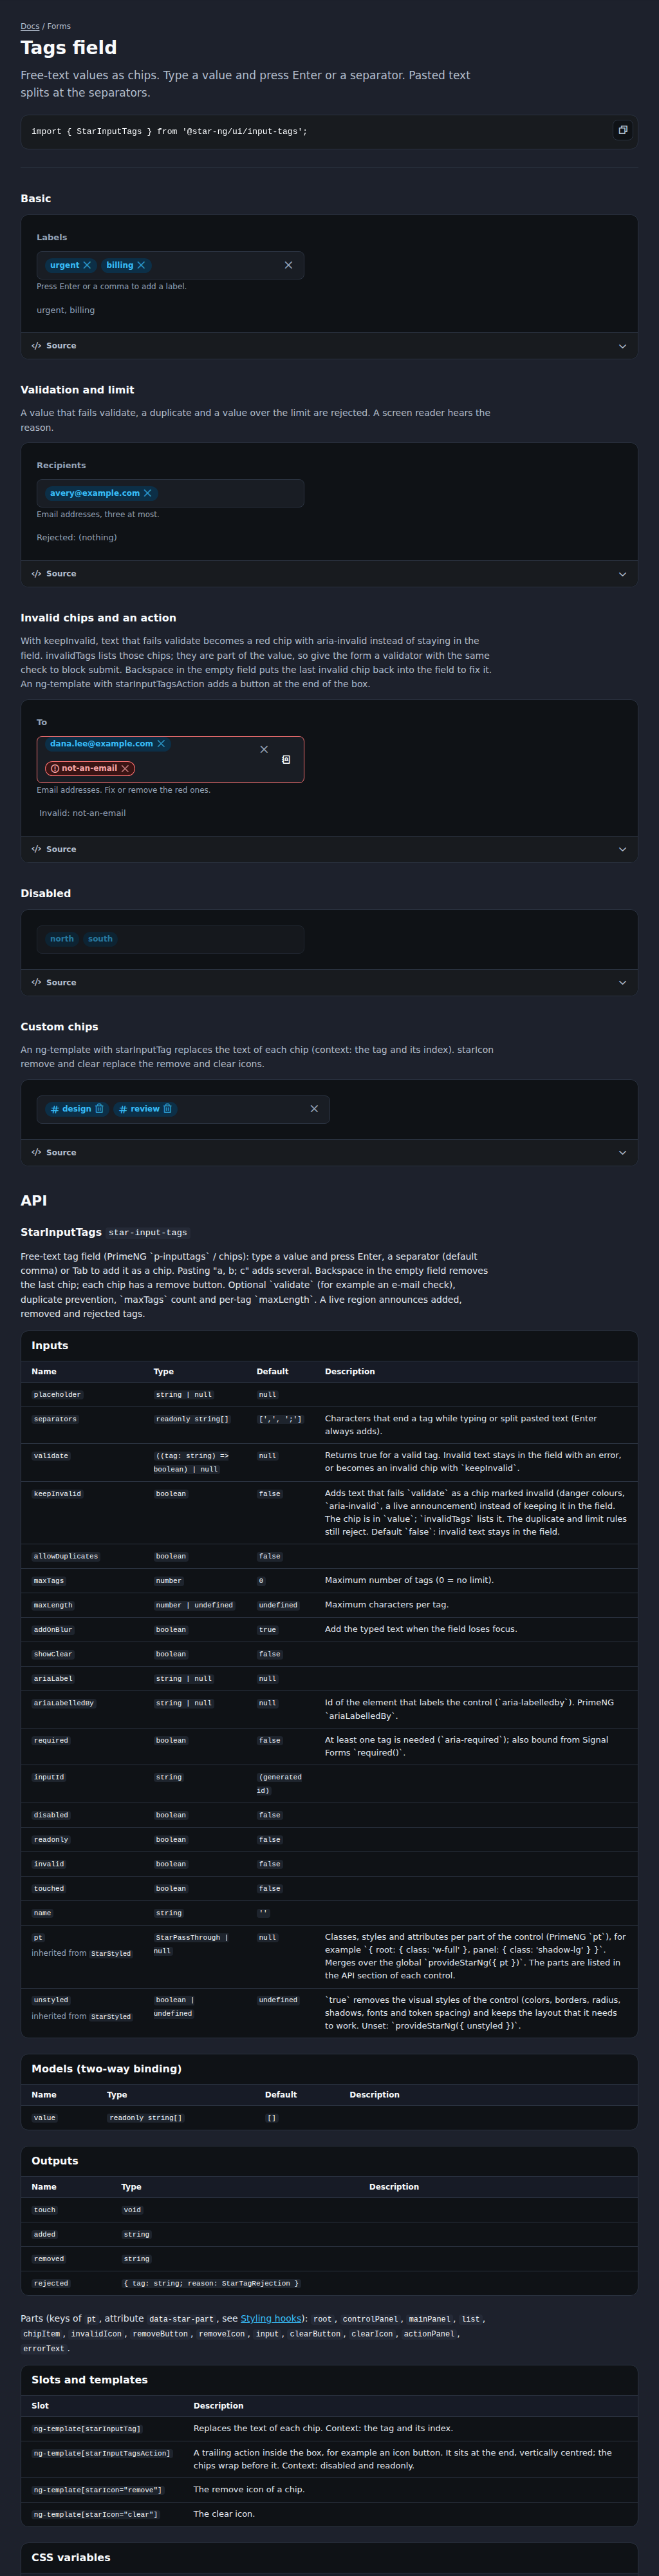 Docs / Forms
Tags field
Free-text values as chips. Type a value and press Enter or a separator. Pasted text
splits at the separators.
import { StarInputTags } from '@star-ng/ui/input-tags';
Basic
Labels
urgent billing
Press Enter or a comma to add a label.
urgent, billing
Source
Validation and limit
A value that fails validate, a duplicate and a value over the limit are rejected. A screen reader hears the
reason.
Recipients
avery@example.com
Email addresses, three at most.
Rejected: (nothing)
Source
Invalid chips and an action
With keepInvalid, text that fails validate becomes a red chip with aria-invalid instead of staying in the
field. invalidTags lists those chips; they are part of the value, so give the form a validator with the same
check to block submit. Backspace in the empty field puts the last invalid chip back into the field to fix it.
An ng-template with starInputTagsAction adds a button at the end of the box.
To
dana.lee@example.com
not-an-email
Email addresses. Fix or remove the red ones.
Invalid: not-an-email
Source
Disabled
north south
Source
Custom chips
An ng-template with starInputTag replaces the text of each chip (context: the tag and its index). starIcon
remove and clear replace the remove and clear icons.
# design # review
Source
API
StarInputTags star-input-tags
Free-text tag field (PrimeNG `p-inputtags` / chips): type a value and press Enter, a separator (default
comma) or Tab to add it as a chip. Pasting "a, b; c" adds several. Backspace in the empty field removes
the last chip; each chip has a remove button. Optional `validate` (for example an e-mail check),
duplicate prevention, `maxTags` count and per-tag `maxLength`. A live region announces added,
removed and rejected tags.
Inputs
Name Type Default Description
placeholder string | null null
separators readonly string[] [',', ';'] Characters that end a tag while typing or split pasted text (Enter
always adds).
validate ((tag: string) => null Returns true for a valid tag. Invalid text stays in the field with an error,
boolean) | null or becomes an invalid chip with `keepInvalid`.
keepInvalid boolean false Adds text that fails `validate` as a chip marked invalid (danger colours,
`aria-invalid`, a live announcement) instead of keeping it in the field.
The chip is in `value`; `invalidTags` lists it. The duplicate and limit rules
still reject. Default `false`: invalid text stays in the field.
allowDuplicates boolean false
maxTags number 0 Maximum number of tags (0 = no limit).
maxLength number | undefined undefined Maximum characters per tag.
addOnBlur boolean true Add the typed text when the field loses focus.
showClear boolean false
ariaLabel string | null null
ariaLabelledBy string | null null Id of the element that labels the control (`aria-labelledby`). PrimeNG
`ariaLabelledBy`.
required boolean false At least one tag is needed (`aria-required`); also bound from Signal
Forms `required()`.
inputId string (generated
id)
disabled boolean false
readonly boolean false
invalid boolean false
touched boolean false
name string ''
pt StarPassThrough | null Classes, styles and attributes per part of the control (PrimeNG `pt`), for
inherited from StarStyled null example `{ root: { class: 'w-full' }, panel: { class: 'shadow-lg' } }`.
Merges over the global `provideStarNg({ pt })`. The parts are listed in
the API section of each control.
unstyled boolean | undefined `true` removes the visual styles of the control (colors, borders, radius,
inherited from StarStyled undefined shadows, fonts and token spacing) and keeps the layout that it needs
to work. Unset: `provideStarNg({ unstyled })`.
Models (two-way binding)
Name Type Default Description
value readonly string[] []
Outputs
Name Type Description
touch void
added string
removed string
rejected { tag: string; reason: StarTagRejection }
Parts (keys of pt, attribute data-star-part, see Styling hooks): root, controlPanel, mainPanel, list,
chipItem, invalidIcon, removeButton, removeIcon, input, clearButton, clearIcon, actionPanel,
errorText.
Slots and templates
Slot Description
ng-template[starInputTag] Replaces the text of each chip. Context: the tag and its index.
ng-template[starInputTagsAction] A trailing action inside the box, for example an icon button. It sits at the end, vertically centred; the
chips wrap before it. Context: disabled and readonly.
ng-template[starIcon="remove"] The remove icon of a chip.
ng-template[starIcon="clear"] The clear icon.
CSS variables